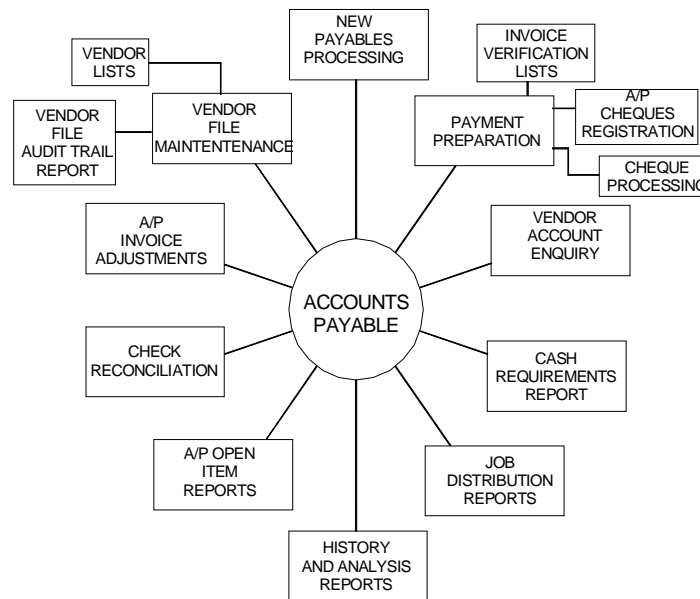 NEW
PAYABLES
PROCESSING
INVOICE
VERIFICATION
LISTS
VENDOR
LISTS
VENDOR
FILE
MAINTENTENANCE
VENDOR
FILE
AUDIT TRAIL
REPORT
PAYMENT
PREPARATION
A/P
CHEQUES
REGISTRATION
CHEQUE
PROCESSING
A/P
INVOICE
ADJUSTMENTS
VENDOR
ACCOUNT
ENQUIRY
ACCOUNTS
PAYABLE
CHECK
RECONCILIATION
CASH
REQUIREMENTS
REPORT
A/P OPEN
ITEM
REPORTS
JOB
DISTRIBUTION
REPORTS
HISTORY
AND ANALYSIS
REPORTS